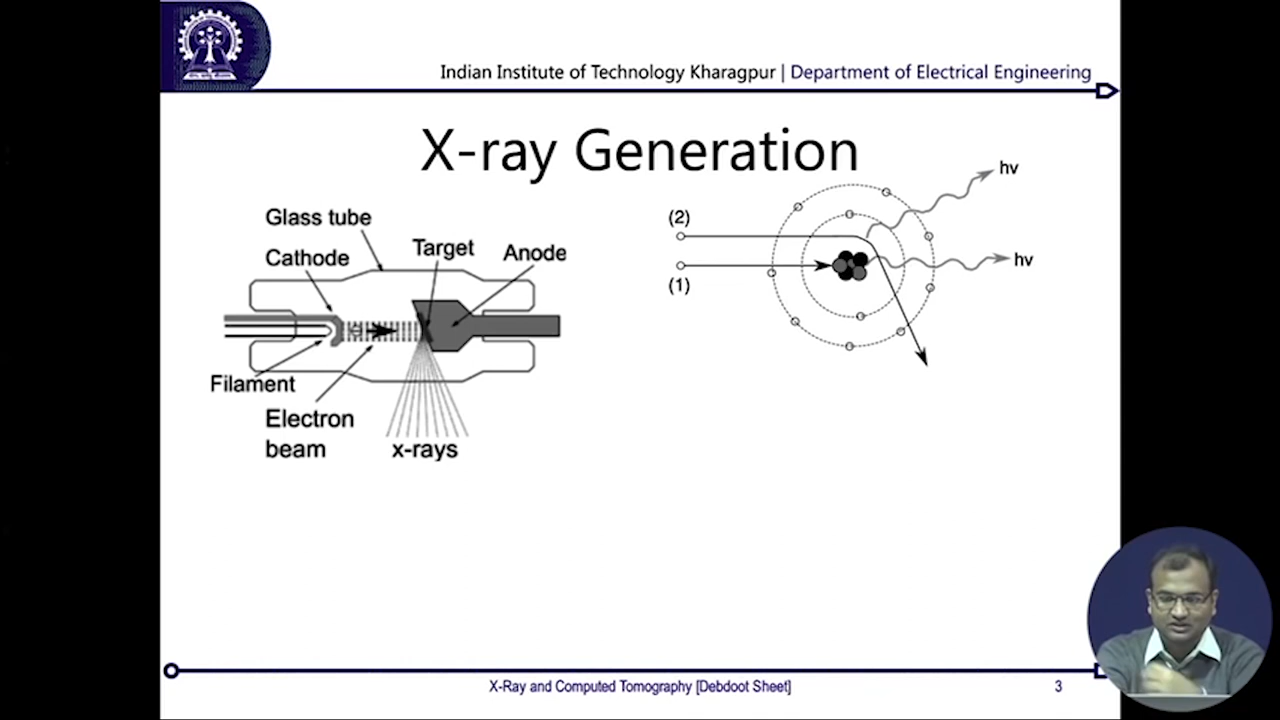 Indian Institute of Technology Kharagpur | Department of Electrical Engineering
X-ray Generation
Glass tube
Cathode
Target
Anode
Filament
Electron
beam
x-rays
(2)
(1)
hν
hν
X-Ray and Computed Tomography [Debdoot Sheet]
3